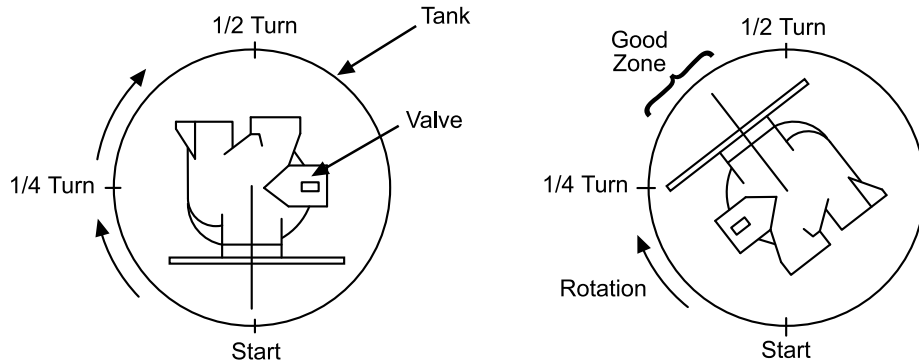 1/2 Turn
Tank
Valve
1/4 Turn
Start
Good
Zone
1/2 Turn
1/4 Turn
Rotation
Start